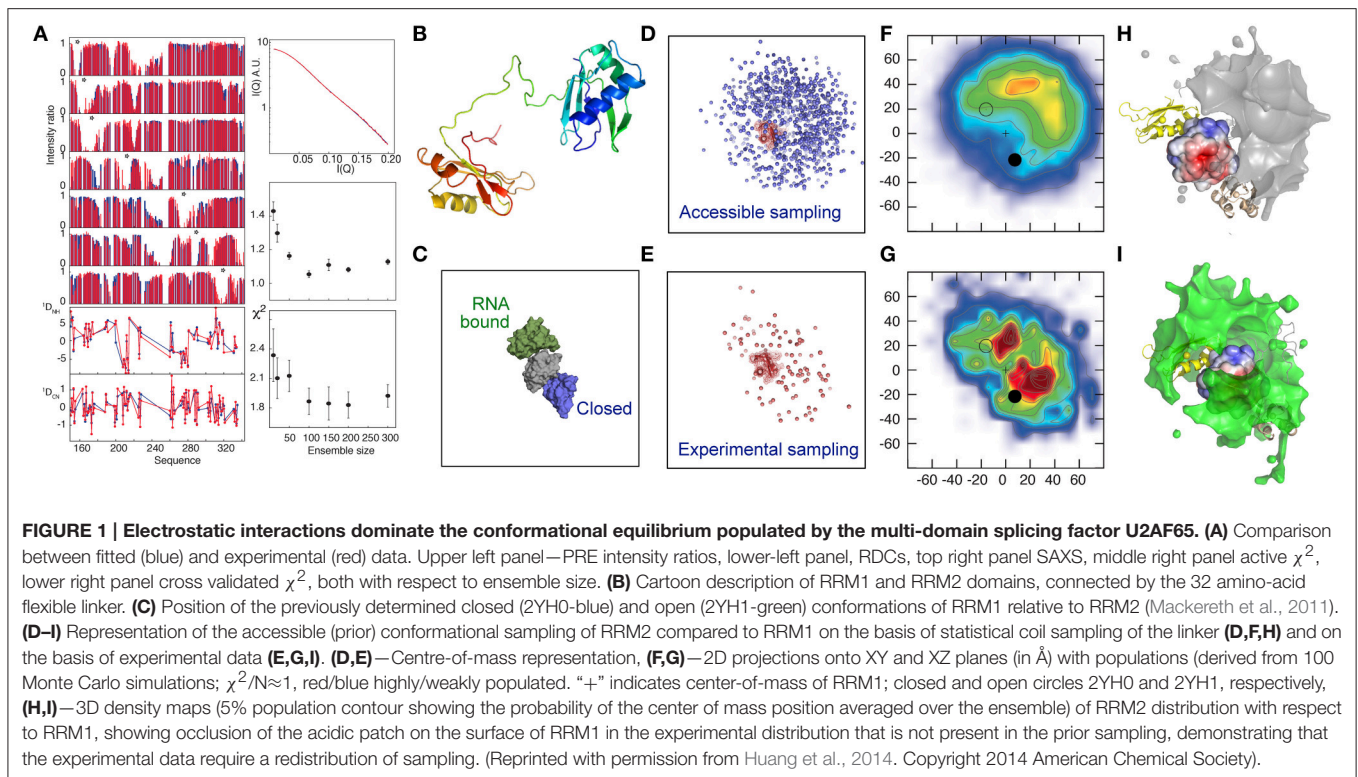 A
B
C
D
E
F
G
H
I
Intensity ratio
1
0
1
0
1
0
1
0
1
0
1
0
1
0
*
*
*
*
*
*
*
¹D_NH
5
0
-5
¹D_CN
1
0
-1
160
200
240
280
320
Sequence
I(Q) A.U.
10
1
0.05
0.10
0.15
0.20
I(Q)
1.4
1.2
1.0
χ²
2.4
2.1
1.8
50
100
150
200
250
300
Ensemble size
RNA
bound
Closed
Accessible sampling
Experimental sampling
60
40
20
0
-20
-40
-60
60
40
20
0
-20
-40
-60
-60
-40
-20
0
20
40
60
FIGURE 1 | Electrostatic interactions dominate the conformational equilibrium populated by the multi-domain splicing factor U2AF65. (A) Comparison
between fitted (blue) and experimental (red) data. Upper left panel—PRE intensity ratios, lower-left panel, RDCs, top right panel SAXS, middle right panel active χ²,
lower right panel cross validated χ², both with respect to ensemble size. (B) Cartoon description of RRM1 and RRM2 domains, connected by the 32 amino-acid
flexible linker. (C) Position of the previously determined closed (2YH0-blue) and open (2YH1-green) conformations of RRM1 relative to RRM2 (Mackereth et al., 2011).
(D–I) Representation of the accessible (prior) conformational sampling of RRM2 compared to RRM1 on the basis of statistical coil sampling of the linker (D,F,H) and on
the basis of experimental data (E,G,I). (D,E)—Centre-of-mass representation, (F,G)—2D projections onto XY and XZ planes (in Å) with populations (derived from 100
Monte Carlo simulations; χ²/N≈1, red/blue highly/weakly populated. "+" indicates center-of-mass of RRM1; closed and open circles 2YH0 and 2YH1, respectively,
(H,I)—3D density maps (5% population contour showing the probability of the center of mass position averaged over the ensemble) of RRM2 distribution with respect
to RRM1, showing occlusion of the acidic patch on the surface of RRM1 in the experimental distribution that is not present in the prior sampling, demonstrating that
the experimental data require a redistribution of sampling. (Reprinted with permission from Huang et al., 2014. Copyright 2014 American Chemical Society).